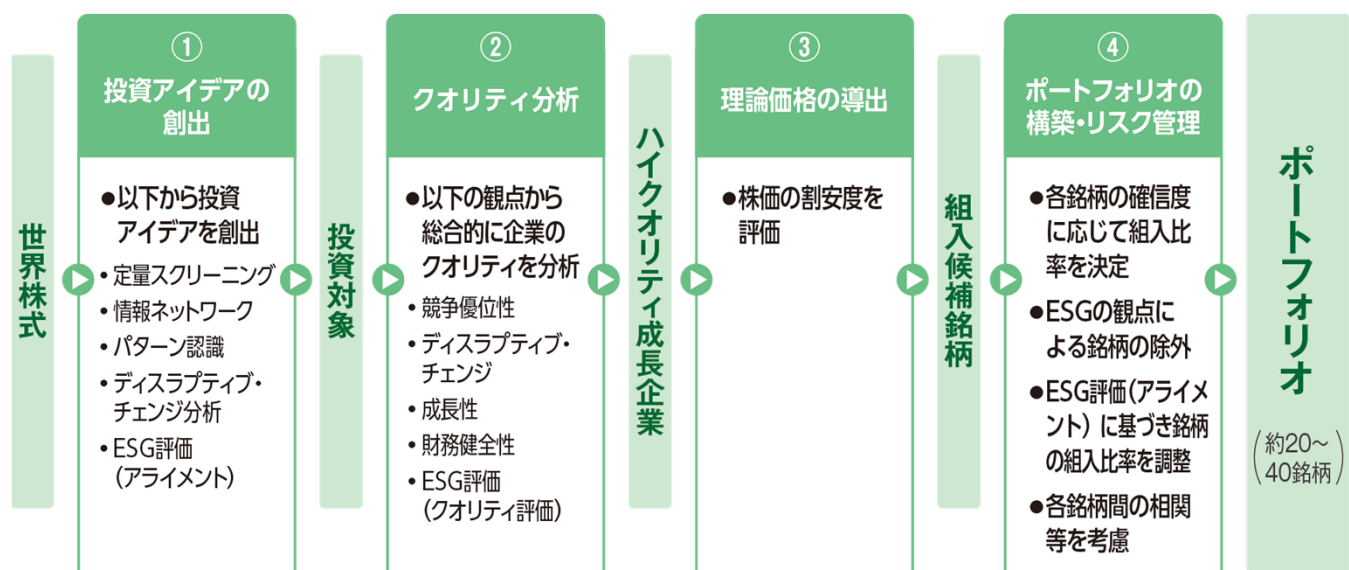 世界株式
①
投資アイデアの
創出
●以下から投資
アイデアを創出
•定量スクリーニング
•情報ネットワーク
•パターン認識
•ディスラプティブ・
チェンジ分析
•ESG評価
(アライメント)
投資対象
②
クオリティ分析
●以下の観点から
総合的に企業の
クオリティを分析
•競争優位性
•ディスラプティブ・
チェンジ
•成長性
•財務健全性
•ESG評価
(クオリティ評価)
ハイクオリティ成長企業
③
理論価格の導出
●株価の割安度を
評価
組入候補銘柄
④
ポートフォリオの
構築・リスク管理
●各銘柄の確信度
に応じて組入比
率を決定
●ESGの観点に
よる銘柄の除外
●ESG評価(アライメ
ント)に基づき銘柄
の組入比率を調整
●各銘柄間の相関
等を考慮
ポートフォリオ
(約20~
40銘柄)